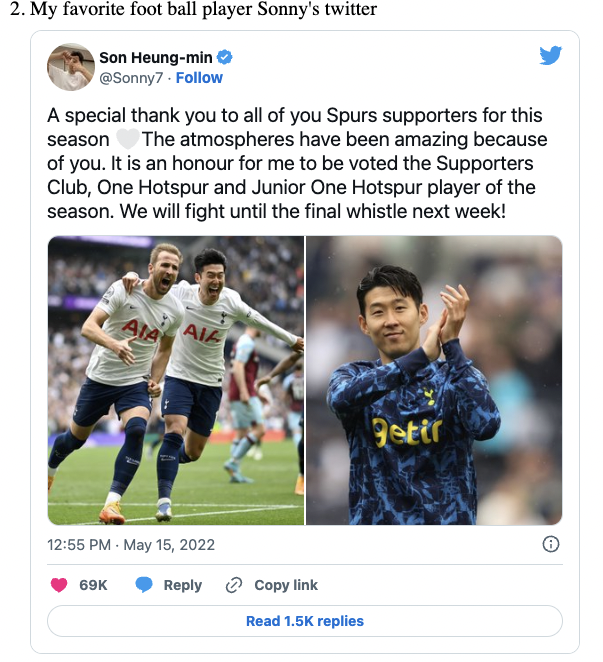 2. My favorite foot ball player Sonny's twitter
Son Heung-min
@Sonny7 · Follow
A special thank you to all of you Spurs supporters for this
season 🤍The atmospheres have been amazing because
of you. It is an honour for me to be voted the Supporters
Club, One Hotspur and Junior One Hotspur player of the
season. We will fight until the final whistle next week!
AIA AIA
getir
12:55 PM · May 15, 2022
69K Reply Copy link
Read 1.5K replies